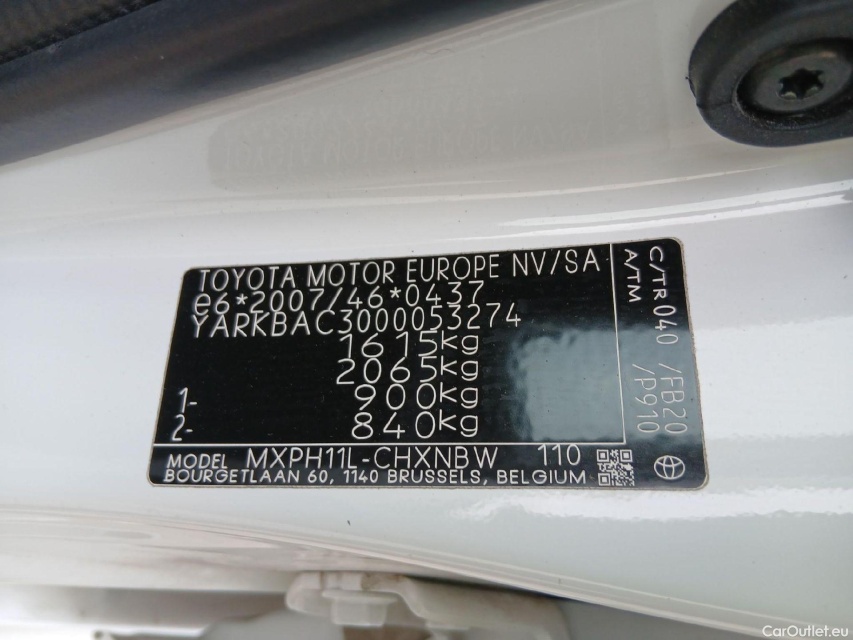 TOYOTA MOTOR EUROPE NV/SA
e6*2007/46*0437
YARKBAC3000053274
1615kg
2065kg
1- 900kg
2- 840kg
MODEL MXPH11L-CHXNBW 110
BOURGETLAAN 60, 1140 BRUSSELS, BELGIUM
C/TR 040 /FB20
A/TM /P910
CarOutlet.eu